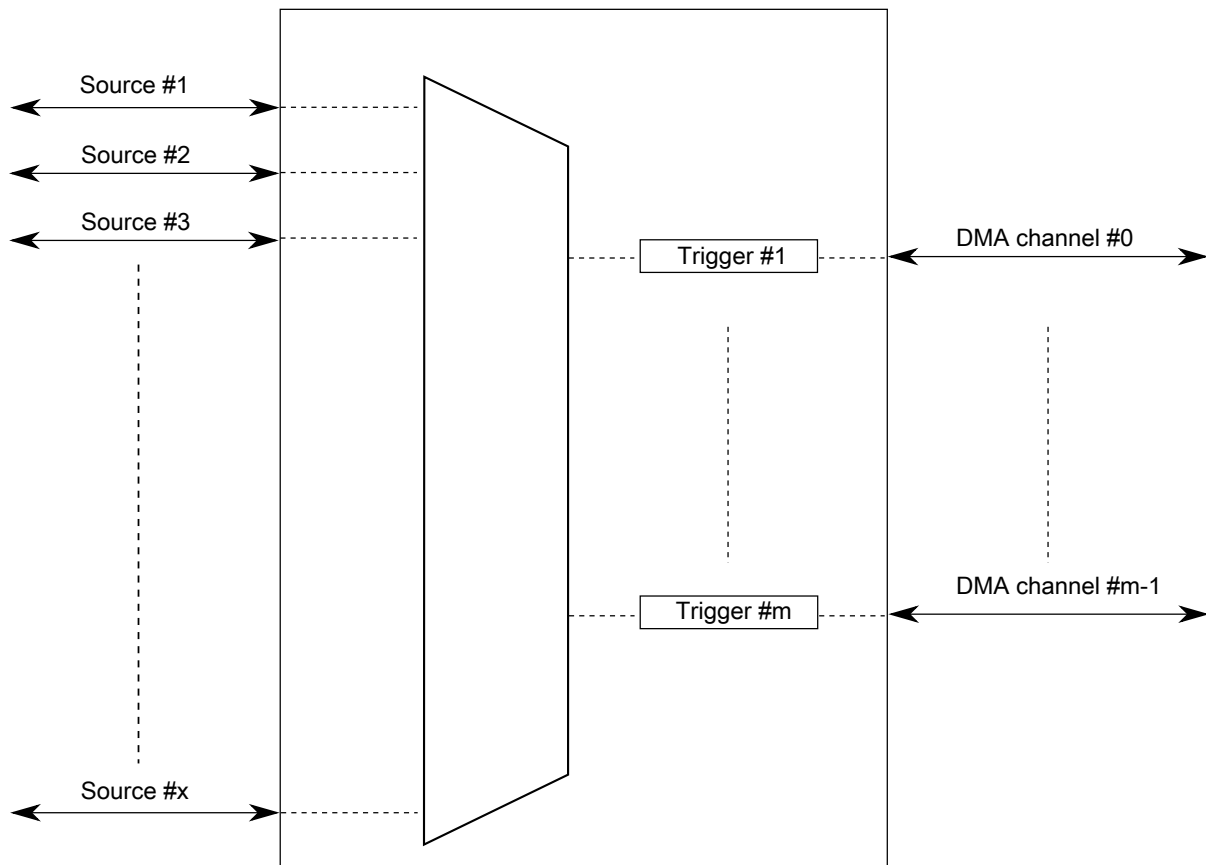 Source #1
Source #2
Source #3
Source #x
Trigger #1
Trigger #m
DMA channel #0
DMA channel #m-1